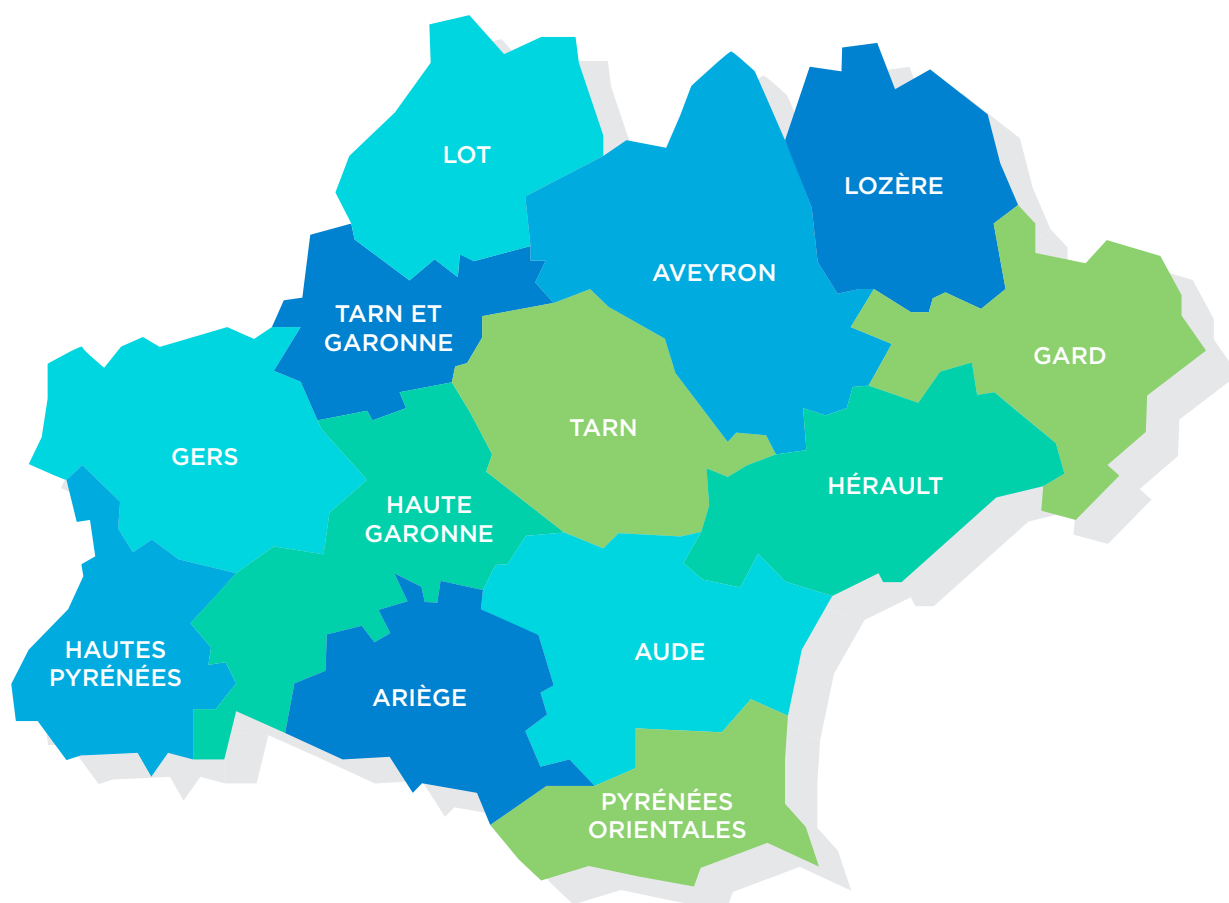 LOT
LOZÈRE
AVEYRON
TARN ET
GARONNE
GARD
TARN
GERS
HÉRAULT
HAUTE
GARONNE
HAUTES
PYRÉNÉES
AUDE
ARIÈGE
PYRÉNÉES
ORIENTALES